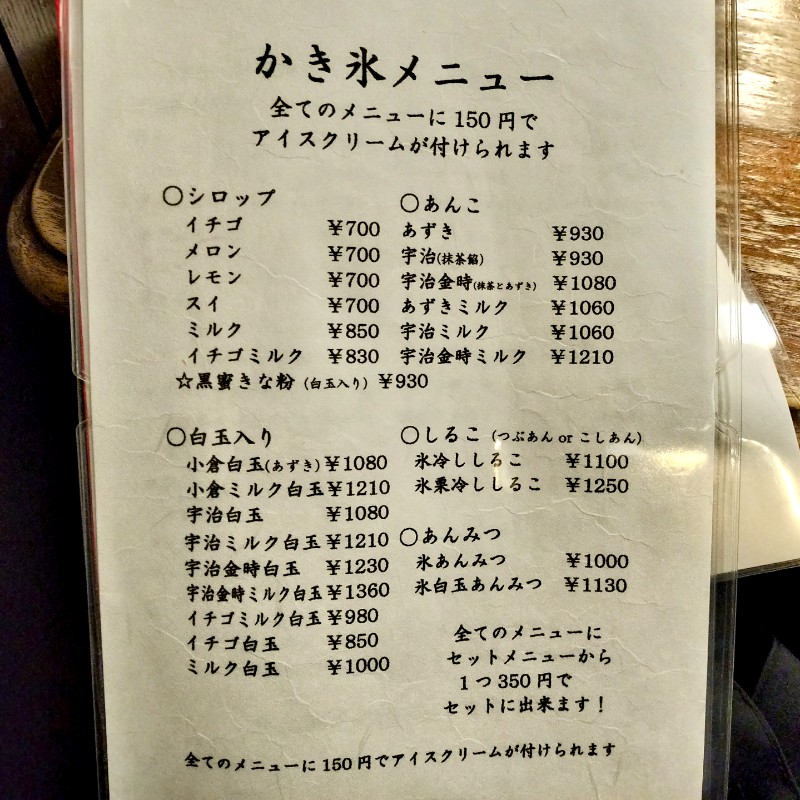 かき氷メニュー
全てのメニューに150円で
アイスクリームが付けられます
〇シロップ
イチゴ ¥700
メロン ¥700
レモン ¥700
スイ ¥700
ミルク ¥850
イチゴミルク ¥830
☆黒蜜きな粉（白玉入り）¥930
〇あんこ
あずき ¥930
宇治(抹茶餡) ¥930
宇治金時(抹茶とあずき) ¥1080
あずきミルク ¥1060
宇治ミルク ¥1060
宇治金時ミルク ¥1210
〇白玉入り
小倉白玉(あずき)¥1080
小倉ミルク白玉¥1210
宇治白玉 ¥1080
宇治ミルク白玉¥1210
宇治金時白玉 ¥1230
宇治金時ミルク白玉¥1360
イチゴミルク白玉¥980
イチゴ白玉 ¥850
ミルク白玉 ¥1000
〇しるこ（つぶあん or こしあん）
氷冷ししるこ ¥1100
氷栗冷ししるこ ¥1250
〇あんみつ
氷あんみつ ¥1000
氷白玉あんみつ ¥1130
全てのメニューに
セットメニューから
1つ350円で
セットに出来ます！
全てのメニューに150円でアイスクリームが付けられます